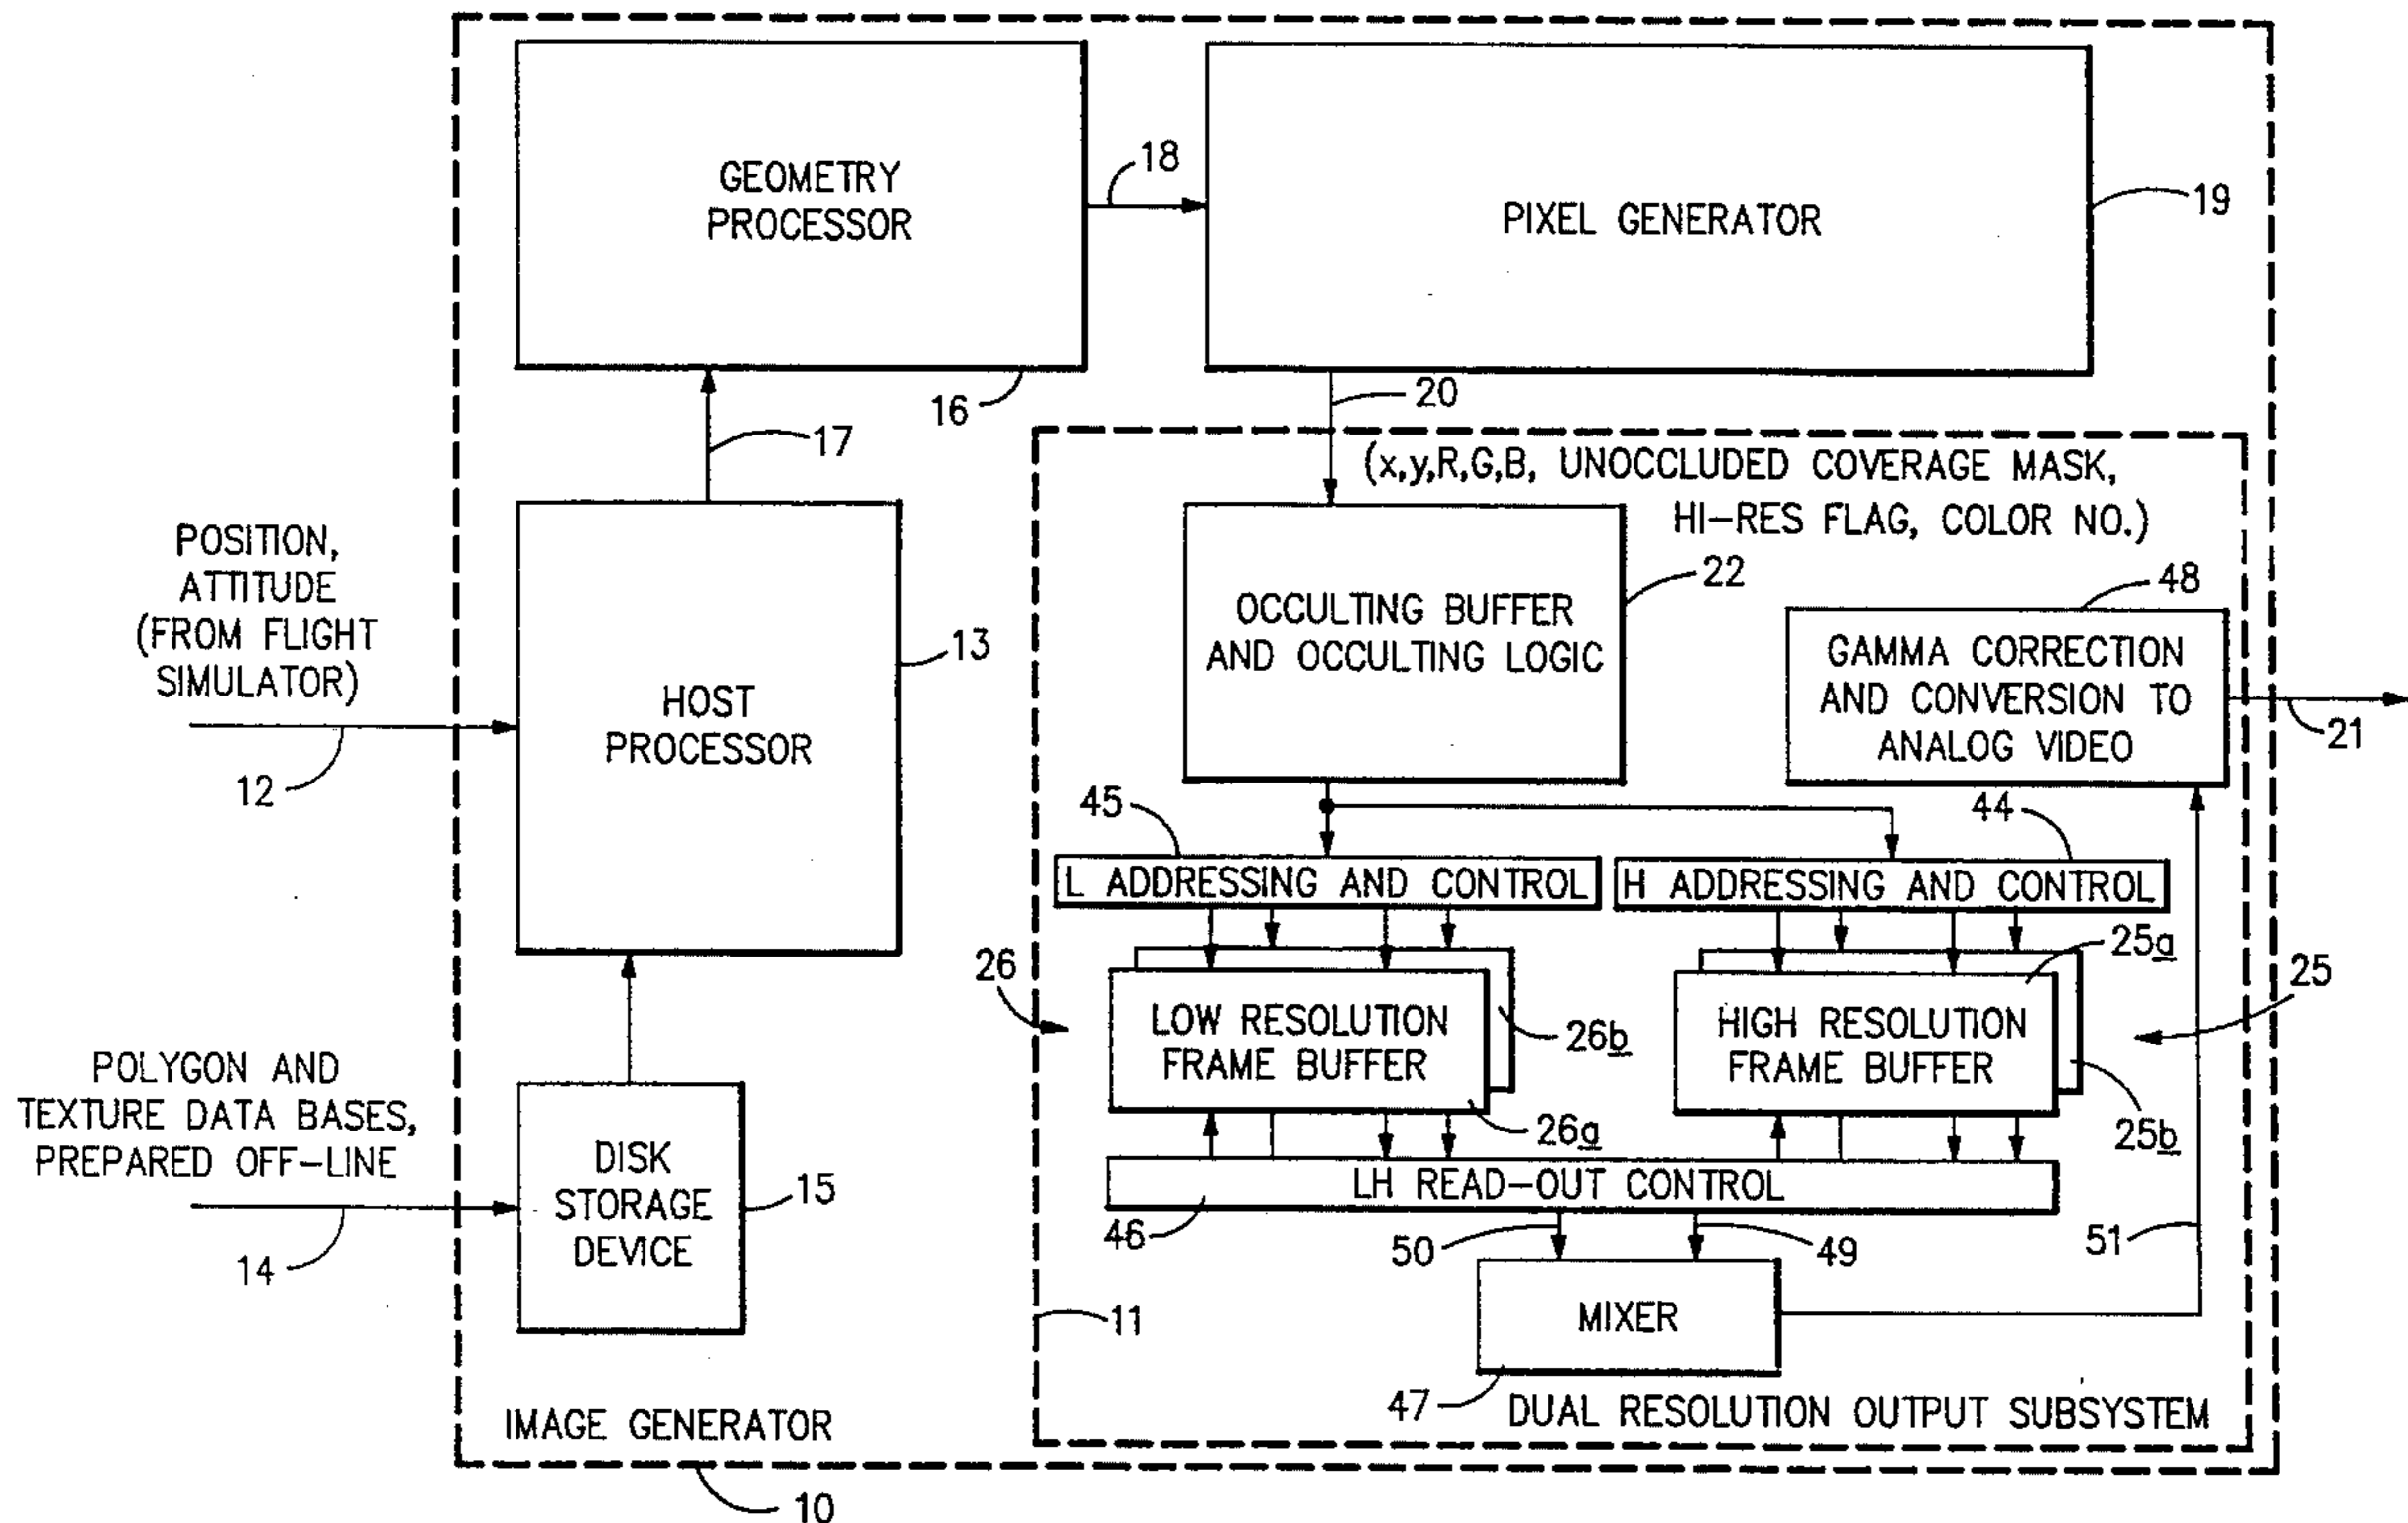 GEOMETRY
PROCESSOR
18
PIXEL GENERATOR
19
16
20
17
(x,y,R,G,B, UNOCCLUDED COVERAGE MASK,
HI-RES FLAG, COLOR NO.)
POSITION,
ATTITUDE
(FROM FLIGHT
SIMULATOR)
12
HOST
PROCESSOR
13
OCCULTING BUFFER
AND OCCULTING LOGIC
22
48
GAMMA CORRECTION
AND CONVERSION TO
ANALOG VIDEO
21
45
44
L ADDRESSING AND CONTROL
H ADDRESSING AND CONTROL
26
LOW RESOLUTION
FRAME BUFFER
26b
26a
25a
25
HIGH RESOLUTION
FRAME BUFFER
25b
POLYGON AND
TEXTURE DATA BASES,
PREPARED OFF-LINE
14
DISK
STORAGE
DEVICE
15
LH READ-OUT CONTROL
46
50
49
51
MIXER
47
11
IMAGE GENERATOR
DUAL RESOLUTION OUTPUT SUBSYSTEM
10